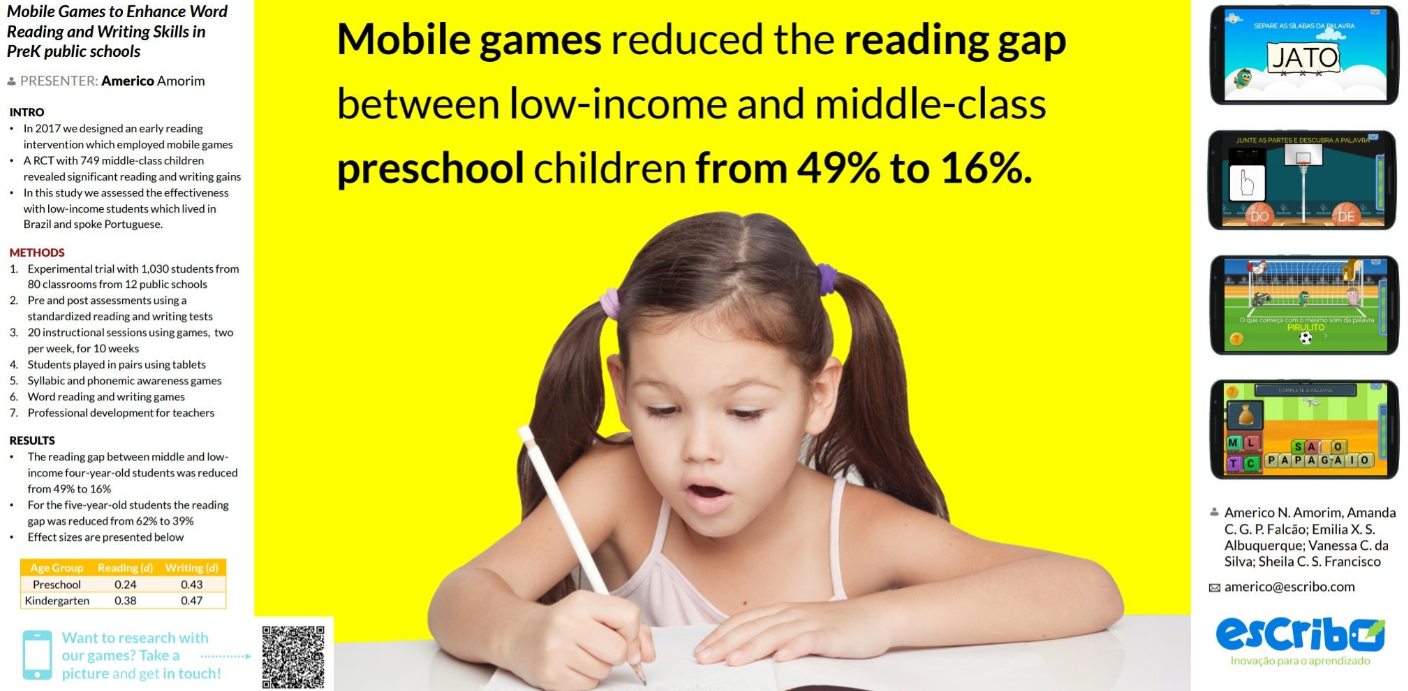 Mobile Games to Enhance Word
Reading and Writing Skills in
PreK public schools
PRESENTER: Americo Amorim
INTRO
• In 2017 we designed an early reading
intervention which employed mobile games
• A RCT with 749 middle-class children
revealed significant reading and writing gains
• In this study we assessed the effectiveness
with low-income students which lived in
Brazil and spoke Portuguese.
METHODS
1. Experimental trial with 1,030 students from
80 classrooms from 12 public schools
2. Pre and post assessments using a
standardized reading and writing tests
3. 20 instructional sessions using games, two
per week, for 10 weeks
4. Students played in pairs using tablets
5. Syllabic and phonemic awareness games
6. Word reading and writing games
7. Professional development for teachers
RESULTS
• The reading gap between middle and low-
income four-year-old students was reduced
from 49% to 16%
• For the five-year-old students the reading
gap was reduced from 62% to 39%
• Effect sizes are presented below
Age Group Reading (d) Writing (d)
Preschool 0.24 0.43
Kindergarten 0.38 0.47
Want to research with
our games? Take a
picture and get in touch!
Mobile games reduced the reading gap
between low-income and middle-class
preschool children from 49% to 16%.
SEPARE AS SÍLABAS DA PALAVRA
JATO
JUNTE AS PARTES E DESCUBRA A PALAVRA
DO DE
O que começa com o mesmo som da palavra
PIRULITO
?
COMPLETE A PALAVRA
?
M L
S A O
T C
P A P A G A I O
Americo N. Amorim, Amanda
C. G. P. Falcão; Emilia X. S.
Albuquerque; Vanessa C. da
Silva; Sheila C. S. Francisco
americo@escribo.com
escribo
Inovação para o aprendizado